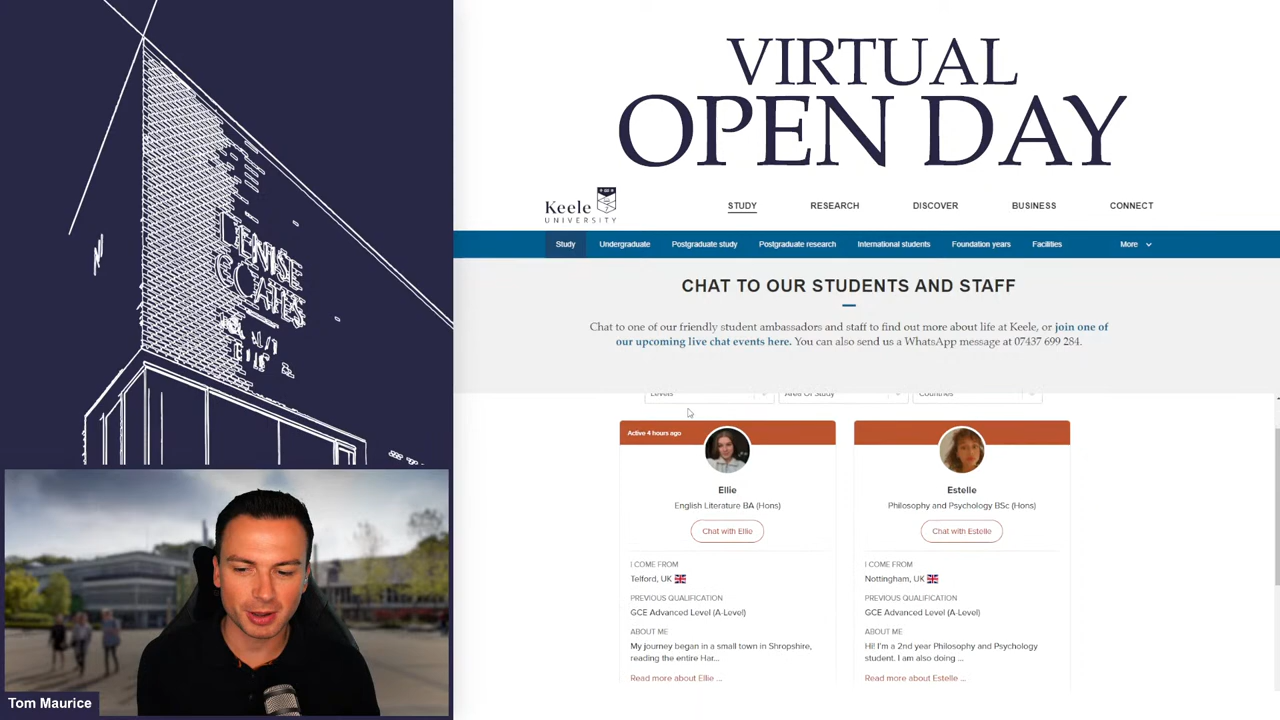 VIRTUAL
OPEN DAY
Keele
UNIVERSITY
STUDY
RESEARCH
DISCOVER
BUSINESS
CONNECT
Study
Undergraduate
Postgraduate study
Postgraduate research
International students
Foundation years
Facilities
More
CHAT TO OUR STUDENTS AND STAFF
Chat to one of our friendly student ambassadors and staff to find out more about life at Keele, or join one of
our upcoming live chat events here. You can also send us a WhatsApp message at 07437 699 284.
Levels
Area Of Study
Countries
Active 4 hours ago
Ellie
English Literature BA (Hons)
Chat with Ellie
I COME FROM
Telford, UK
PREVIOUS QUALIFICATION
GCE Advanced Level (A-Level)
ABOUT ME
My journey began in a small town in Shropshire,
reading the entire Har...
Read more about Ellie ...
Estelle
Philosophy and Psychology BSc (Hons)
Chat with Estelle
I COME FROM
Nottingham, UK
PREVIOUS QUALIFICATION
GCE Advanced Level (A-Level)
ABOUT ME
Hi! I'm a 2nd year Philosophy and Psychology
student. I am also doing ...
Read more about Estelle ...
DENISE
COATES
Tom Maurice